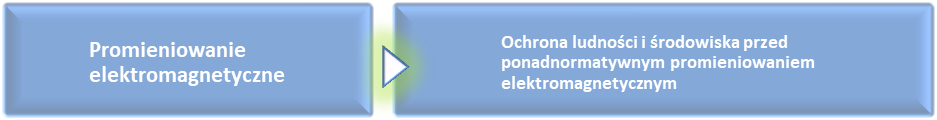 Promieniowanie
elektromagnetyczne
Ochrona ludności i środowiska przed
ponadnormatywnym promieniowaniem
elektromagnetycznym